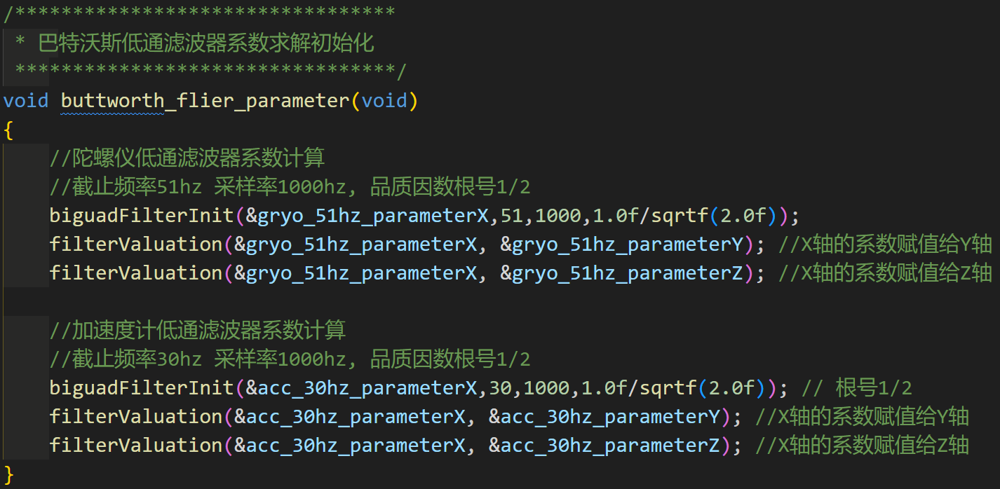 /*********************************
 * 巴特沃斯低通滤波器系数求解初始化
 *********************************/
void buttworth_flier_parameter(void)
{
    //陀螺仪低通滤波器系数计算
    //截止频率51hz 采样率1000hz, 品质因数根号1/2
    biguadFilterInit(&gryo_51hz_parameterX,51,1000,1.0f/sqrtf(2.0f));
    filterValuation(&gryo_51hz_parameterX, &gryo_51hz_parameterY); //X轴的系数赋值给Y轴
    filterValuation(&gryo_51hz_parameterX, &gryo_51hz_parameterZ); //X轴的系数赋值给Z轴

    //加速度计低通滤波器系数计算
    //截止频率30hz 采样率1000hz, 品质因数根号1/2
    biguadFilterInit(&acc_30hz_parameterX,30,1000,1.0f/sqrtf(2.0f)); // 根号1/2
    filterValuation(&acc_30hz_parameterX, &acc_30hz_parameterY); //X轴的系数赋值给Y轴
    filterValuation(&acc_30hz_parameterX, &acc_30hz_parameterZ); //X轴的系数赋值给Z轴
}